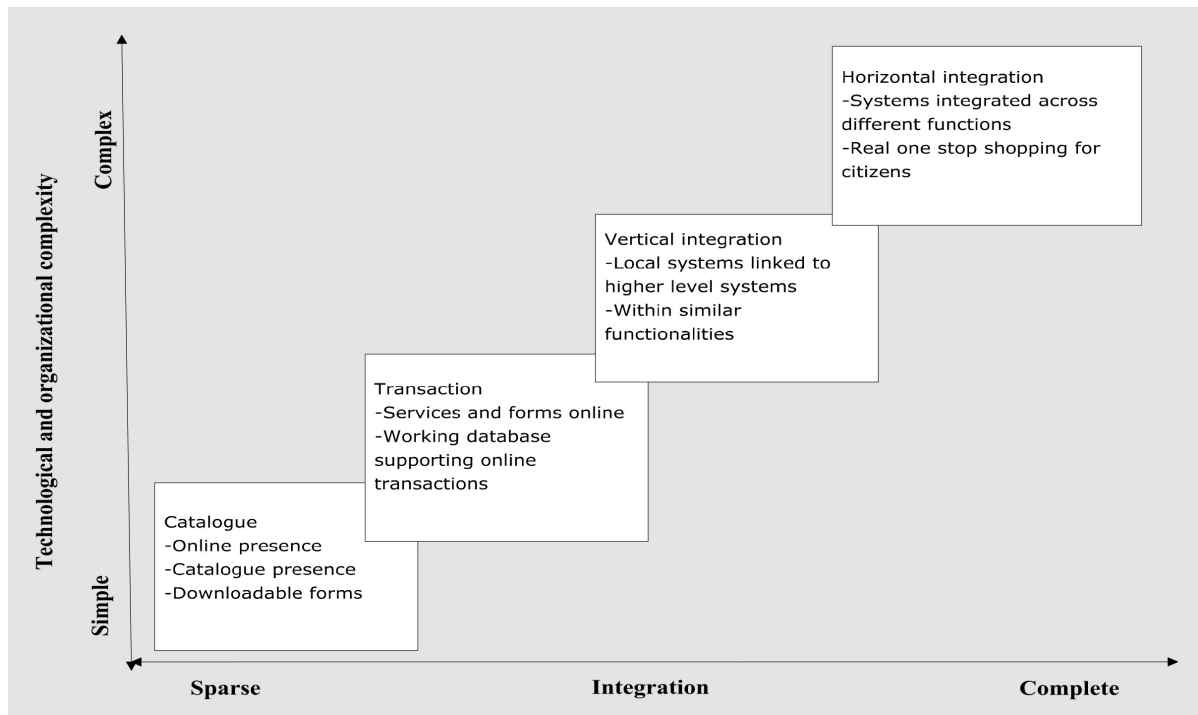 Horizontal integration
-Systems integrated across
different functions
-Real one stop shopping for
citizens
Vertical integration
-Local systems linked to
higher level systems
-Within similar
functionalities
Transaction
-Services and forms online
-Working database
supporting online
transactions
Catalogue
-Online presence
-Catalogue presence
-Downloadable forms
Technological and organizational complexity
Complex
Simple
Sparse
Integration
Complete